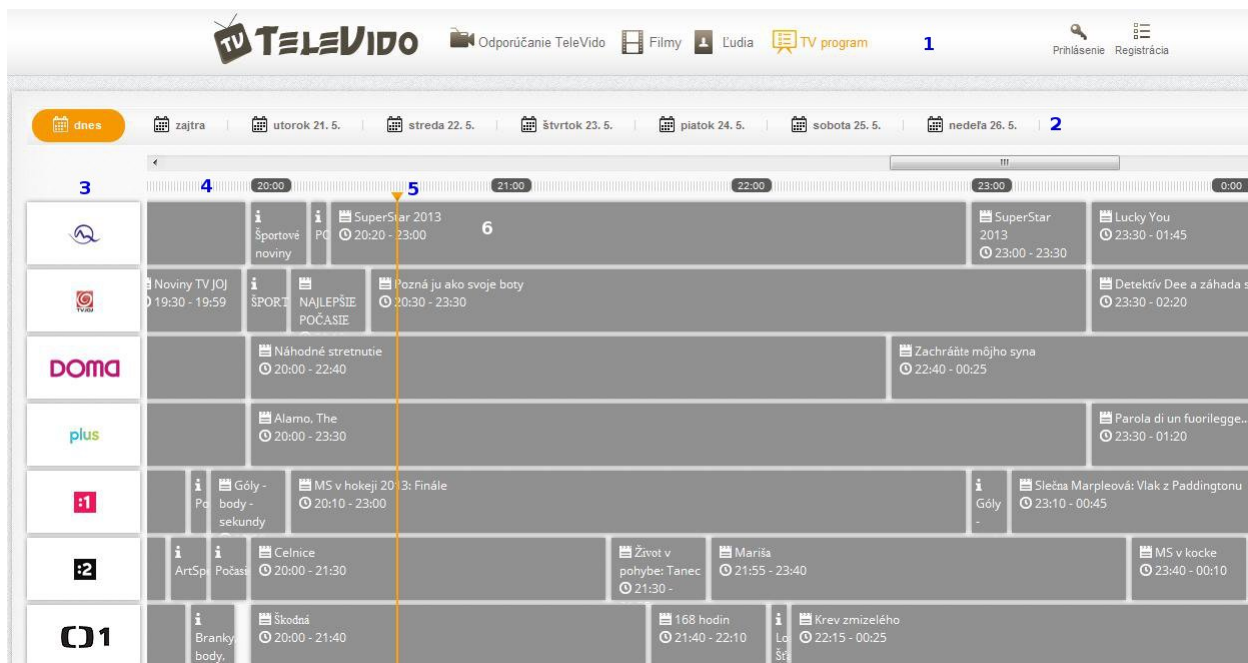 TV TELEVIDO Odporúčanie TeleVido Filmy Ľudia TV program 1 Prihlásenie Registrácia
dnes zajtra utorok 21. 5. streda 22. 5. štvrtok 23. 5. piatok 24. 5. sobota 25. 5. nedeľa 26. 5. 2
3 4 20:00 5 21:00 22:00 23:00 0:00
Športové noviny
PO
SuperStar 2013
20:20 - 23:00
6
SuperStar 2013
23:00 - 23:30
Lucky You
23:30 - 01:45
TV JOJ
Noviny TV JOJ
19:30 - 19:59
ŠPORT
NAJLEPŠIE POČASIE
Pozná ju ako svoje boty
20:30 - 23:30
Detektív Dee a záhada s
23:30 - 02:20
DOMA
Náhodné stretnutie
20:00 - 22:40
Zachráňte môjho syna
22:40 - 00:25
plus
Alamo, The
20:00 - 23:30
Parola di un fuorilegge...
23:30 - 01:20
:1
Po
Góly - body - sekundy
MS v hokeji 2013: Finále
20:10 - 23:00
Góly -
Slečna Marpleová: Vlak z Paddingtonu
23:10 - 00:45
:2
ArtSp
Počasi
Celnice
20:00 - 21:30
Život v pohybe: Tanec
21:30 -
Mariša
21:55 - 23:40
MS v kocke
23:40 - 00:10
1
Branky, body,
Škodná
20:00 - 21:40
168 hodin
21:40 - 22:10
Lo
Šťa
Krev zmizelého
22:15 - 00:25